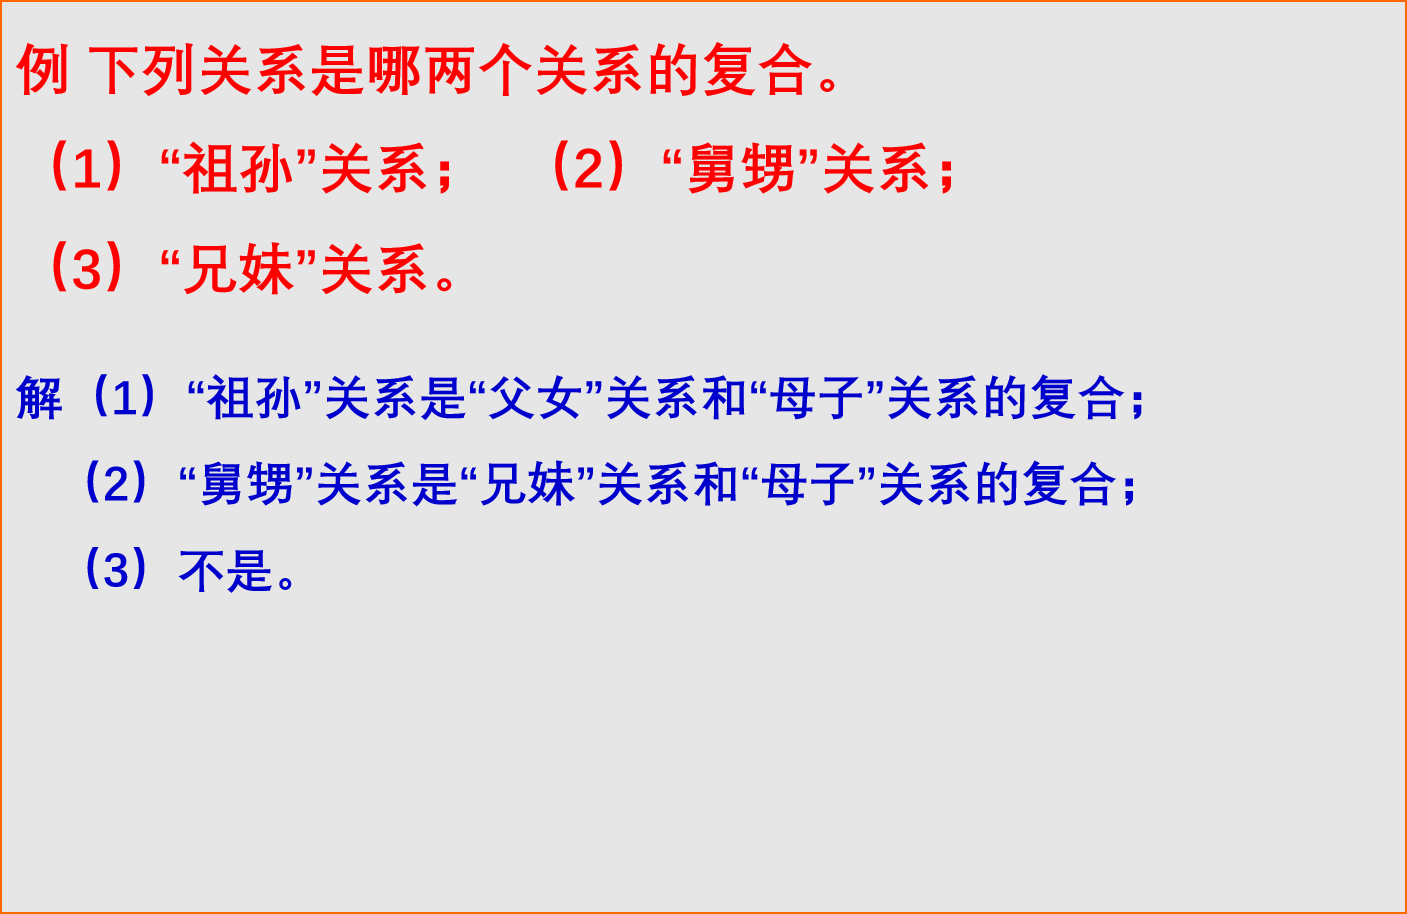 例 下列关系是哪两个关系的复合。
（1）“祖孙”关系； （2）“舅甥”关系；
（3）“兄妹”关系。
解（1）“祖孙”关系是“父女”关系和“母子”关系的复合；
（2）“舅甥”关系是“兄妹”关系和“母子”关系的复合；
（3）不是。